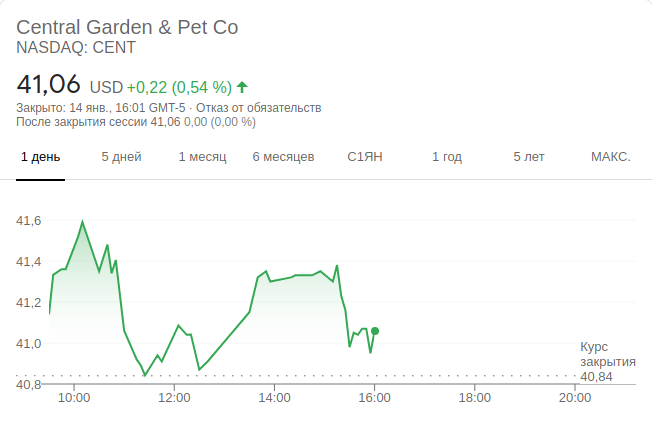 Central Garden & Pet Co
NASDAQ: CENT
41,06 USD +0,22 (0,54 %)
Закрыто: 14 янв., 16:01 GMT-5 · Отказ от обязательств
После закрытия сессии 41,06 0,00 (0,00 %)
1 день 5 дней 1 месяц 6 месяцев С1ЯН 1 год 5 лет МАКС.
41,6
41,4
41,2
41,0
Курс
закрытия
40,84
40,8
10:00 12:00 14:00 16:00 18:00 20:00